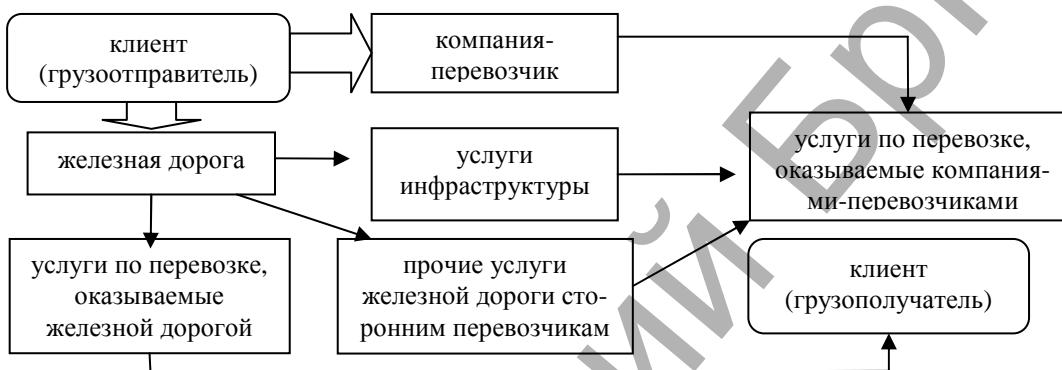 клиент
(грузоотправитель)
компания-
перевозчик
железная дорога
услуги
инфраструктуры
услуги по перевозке,
оказываемые компания-
ми-перевозчиками
услуги по перевозке,
оказываемые
железной дорогой
прочие услуги
железной дороги сто-
ронним перевозчикам
клиент
(грузополучатель)